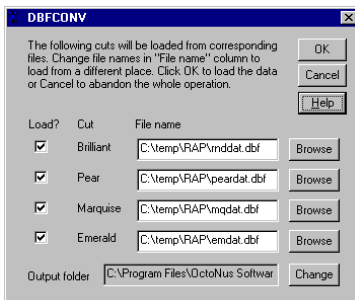 DBFCONV
The following cuts will be loaded from corresponding
files. Change file names in "File name" column to
load from a different place. Click OK to load the data
or Cancel to abandon the whole operation.
OK
Cancel
Help
Load? Cut File name
Brilliant C:\temp\RAP\rnddat.dbf Browse
Pear C:\temp\RAP\peardat.dbf Browse
Marquise C:\temp\RAP\mqdat.dbf Browse
Emerald C:\temp\RAP\emdat.dbf Browse
Output folder C:\Program Files\OctoNus Softwar Change